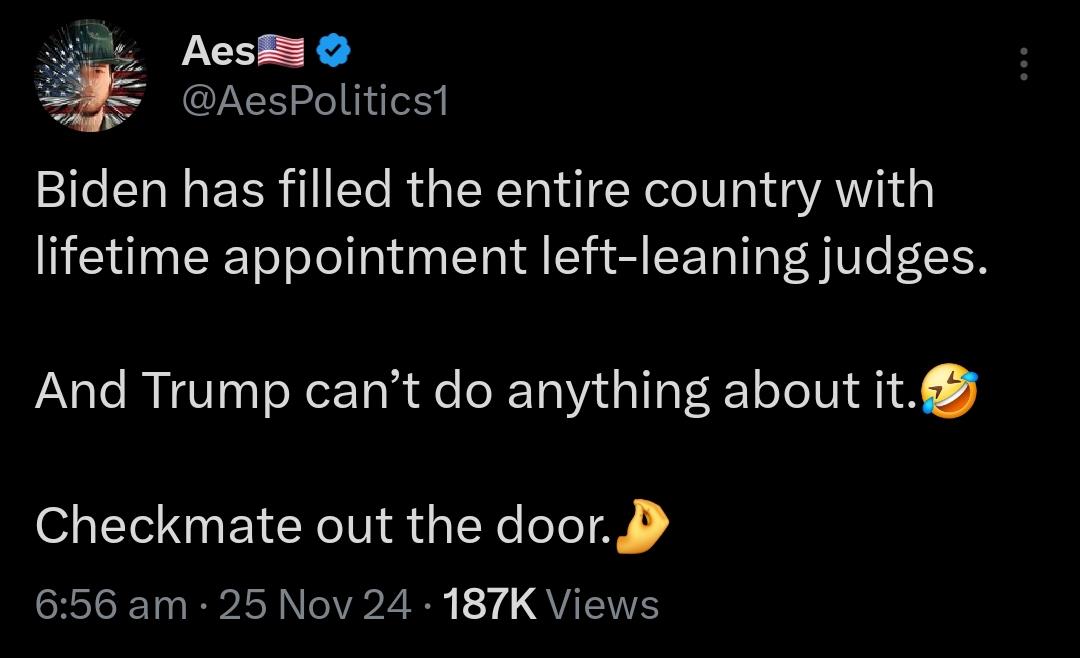 Aes🇺🇸
@AesPolitics1
Biden has filled the entire country with
lifetime appointment left-leaning judges.
And Trump can’t do anything about it.🤣
Checkmate out the door.🤌
6:56 am · 25 Nov 24 · 187K Views